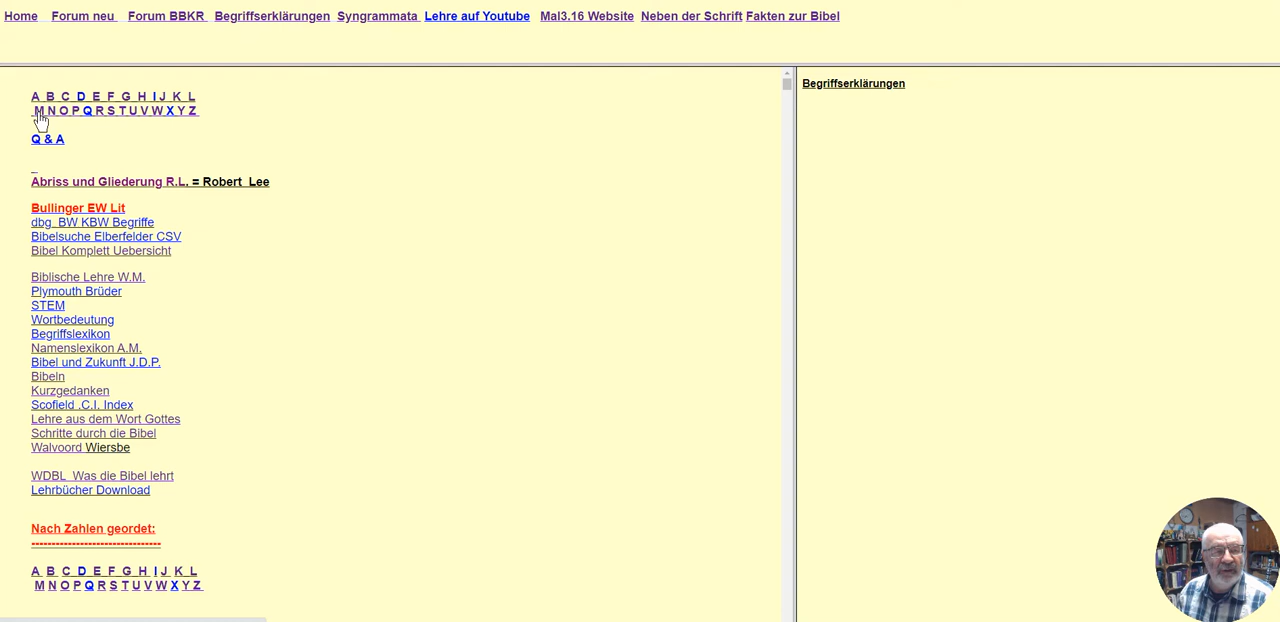 Home Forum neu Forum BBKR Begriffserklärungen Syngrammata Lehre auf Youtube Mal3.16 Website Neben der Schrift Fakten zur Bibel
A B C D E F G H I J K L
M N O P Q R S T U V W X Y Z
Q & A
Abriss und Gliederung R.L. = Robert Lee
Bullinger EW Lit
dbg BW KBW Begriffe
Bibelsuche Elberfelder CSV
Bibel Komplett Uebersicht
Biblische Lehre W.M.
Plymouth Brüder
STEM
Wortbedeutung
Begriffslexikon
Namenslexikon A.M.
Bibel und Zukunft J.D.P.
Bibeln
Kurzgedanken
Scofield .C.I. Index
Lehre aus dem Wort Gottes
Schritte durch die Bibel
Walvoord Wiersbe
WDBL Was die Bibel lehrt
Lehrbücher Download
Nach Zahlen geordet:
--------------------------------
A B C D E F G H I J K L
M N O P Q R S T U V W X Y Z
Begriffserklärungen